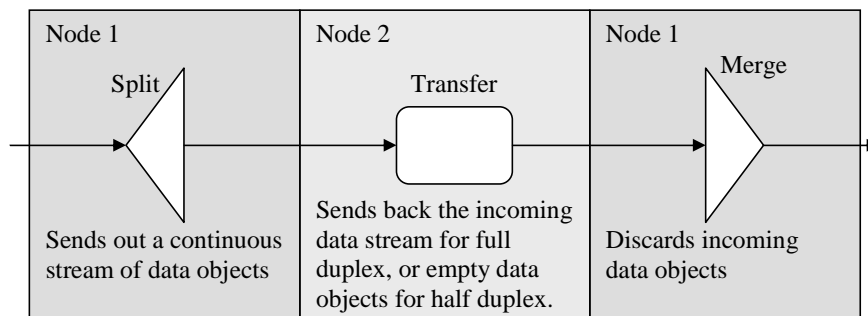 Node 1
Split
Sends out a continuous
stream of data objects
Node 2
Transfer
Sends back the incoming
data stream for full
duplex, or empty data
objects for half duplex.
Node 1
Merge
Discards incoming
data objects